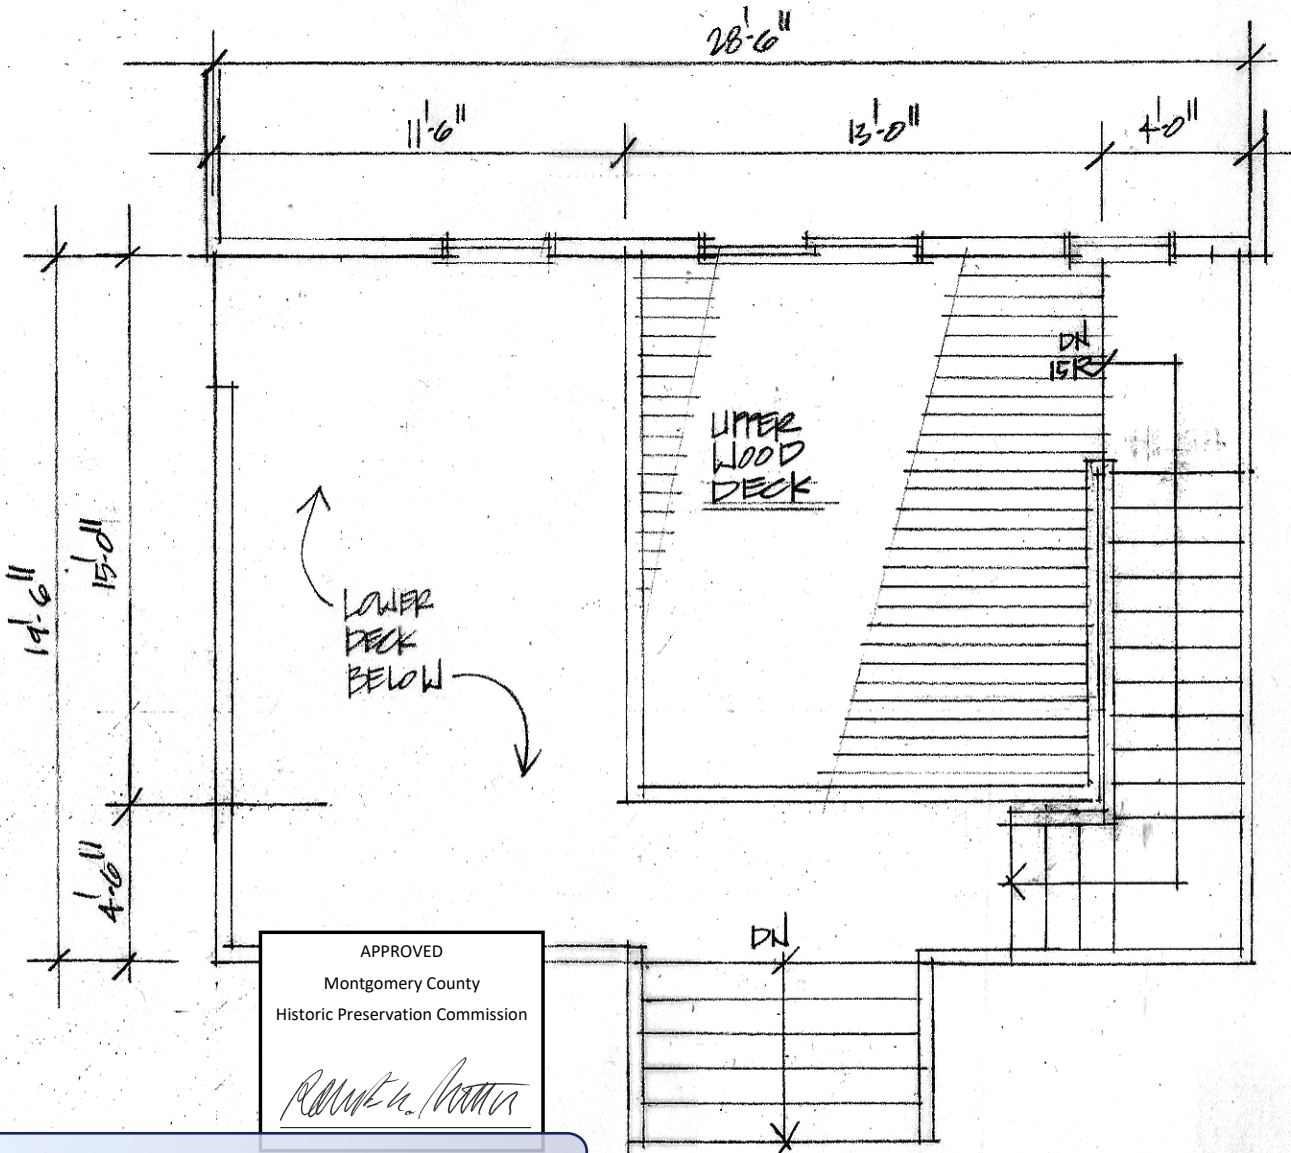 28'-6"
11'-6"
13'-0"
4'-0"
DN
15R
UPPER
WOOD
DECK
19'-6"
15'-0"
LOWER
DECK
BELOW
4'-6"
DN
APPROVED
Montgomery County
Historic Preservation Commission